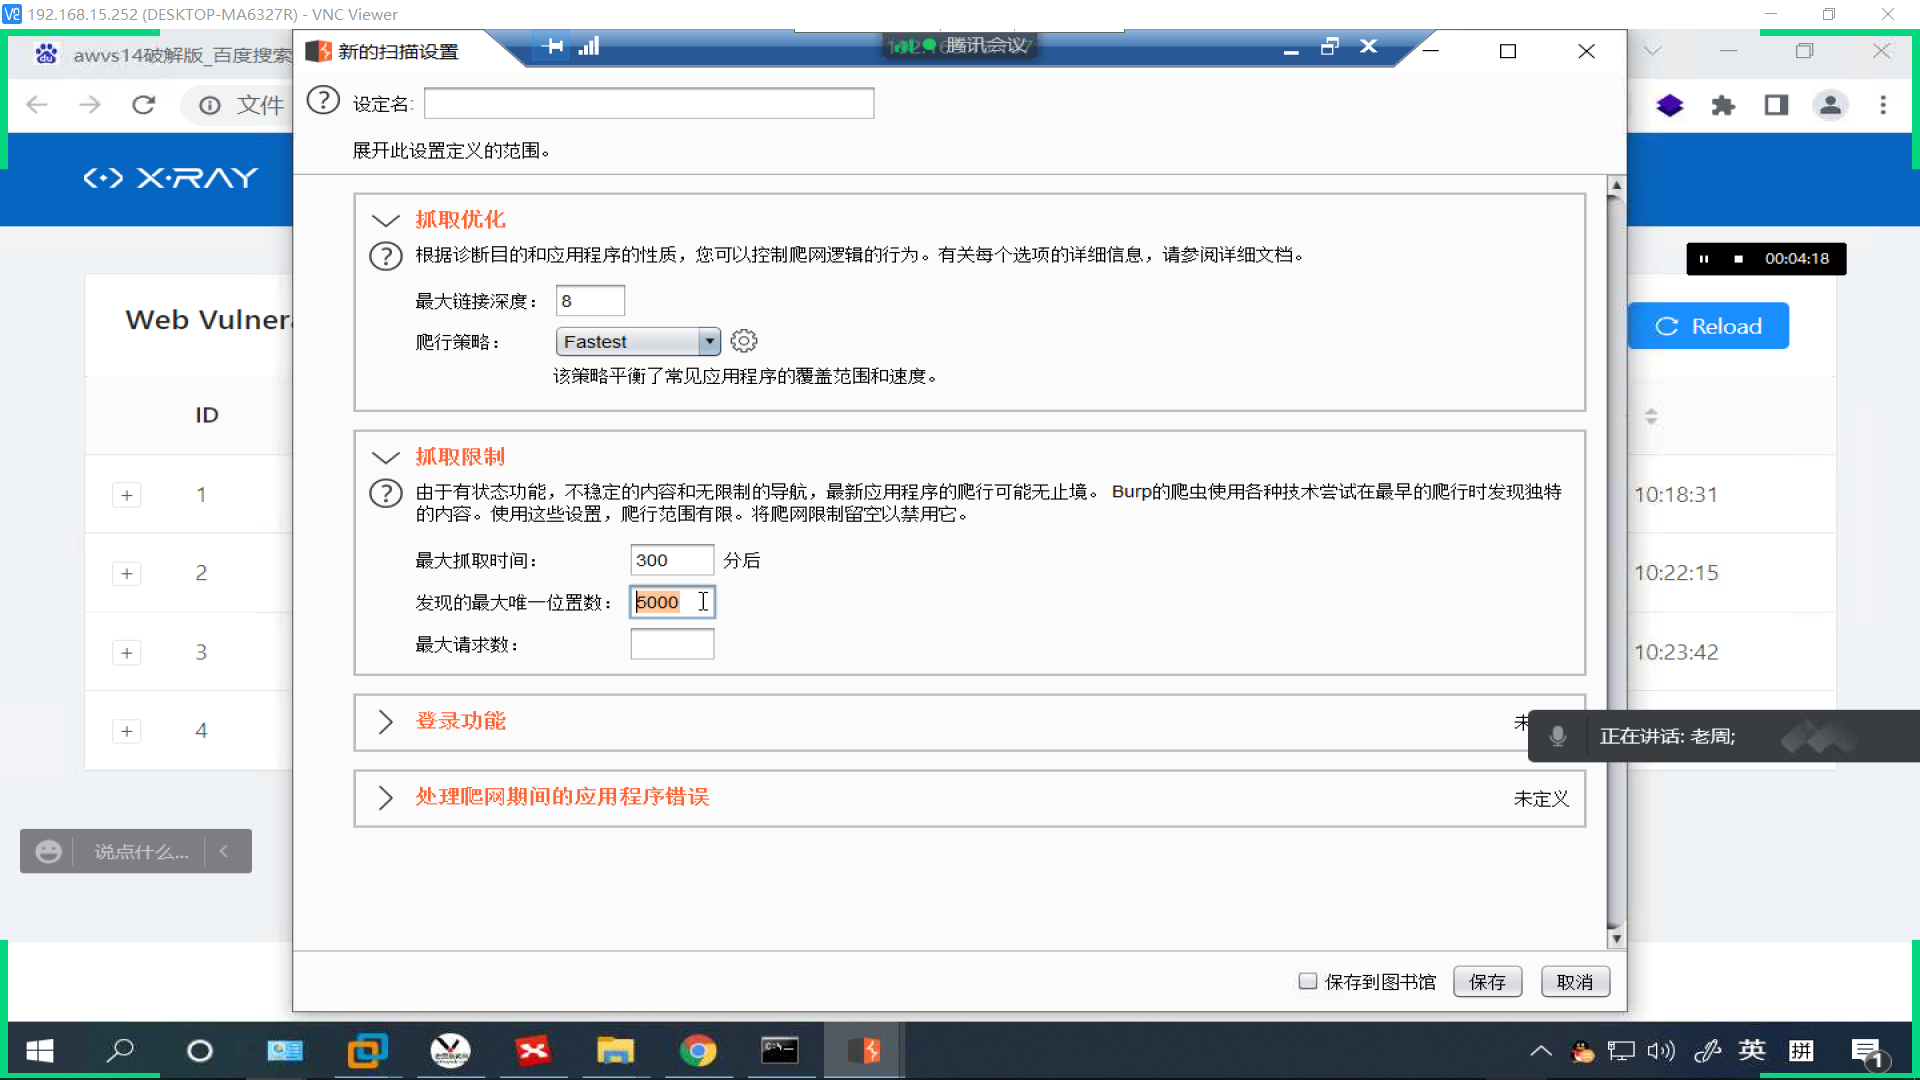 192.168.15.252 (DESKTOP-MA6327R) - VNC Viewer
awvs14破解版_百度搜索
新的扫描设置
腾讯会议
文件
设定名:
展开此设置定义的范围。
X·RAY
抓取优化
根据诊断目的和应用程序的性质，您可以控制爬网逻辑的行为。有关每个选项的详细信息，请参阅详细文档。
00:04:18
最大链接深度： 8
Web Vulner
Reload
爬行策略： Fastest
该策略平衡了常见应用程序的覆盖范围和速度。
ID
抓取限制
由于有状态功能，不稳定的内容和无限制的导航，最新应用程序的爬行可能无止境。 Burp的爬虫使用各种技术尝试在最早的爬行时发现独特
的内容。使用这些设置，爬行范围有限。将爬网限制留空以禁用它。
1
10:18:31
最大抓取时间： 300 分后
2
10:22:15
发现的最大唯一位置数： 5000
最大请求数：
3
10:23:42
登录功能
未
正在讲话: 老周;
4
处理爬网期间的应用程序错误
未定义
说点什么...
保存到图书馆
保存
取消
英
拼
1